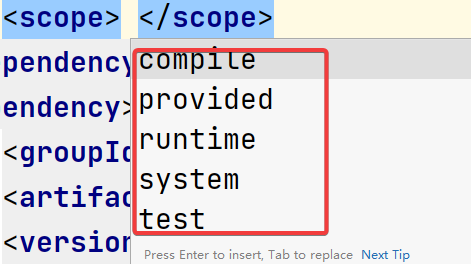 <scope> </scope>
pendency
compile
endency>
provided
<groupId
runtime
<artifac
system
<version
test
Press Enter to insert, Tab to replace Next Tip